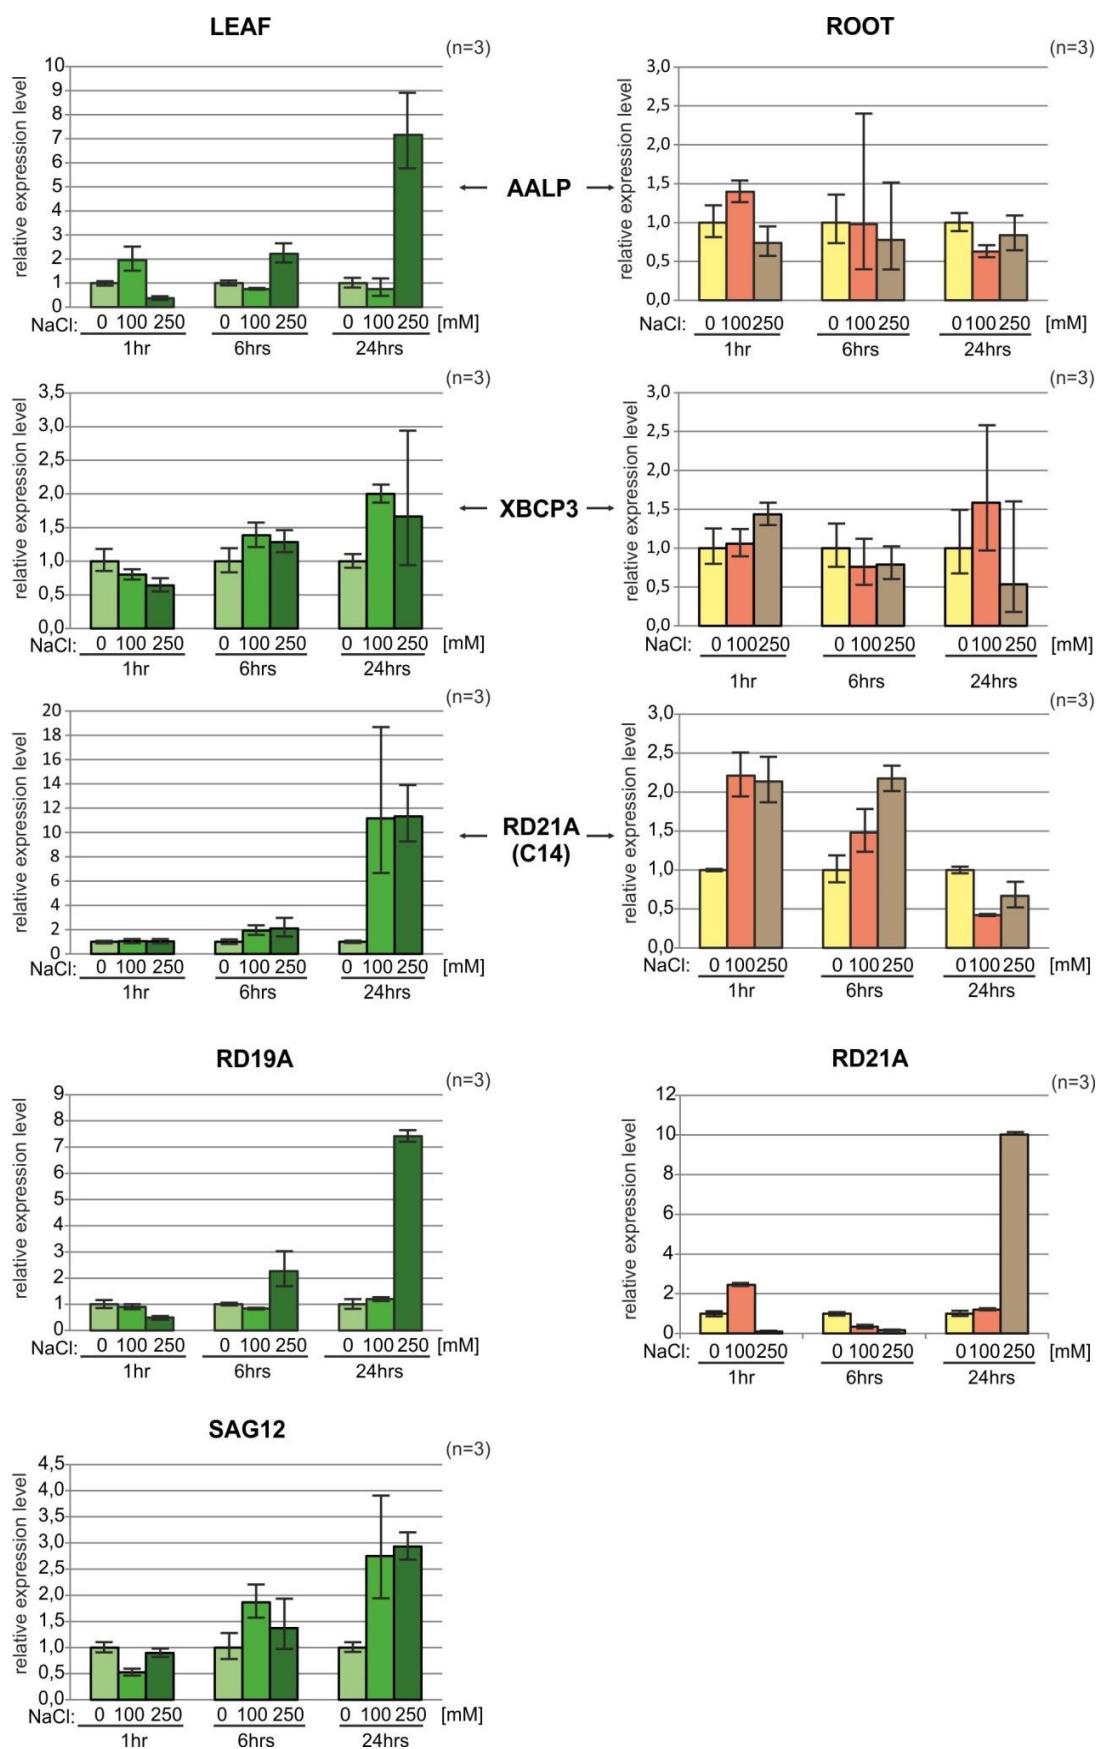 LEAF
(n=3)
relative expression level
10
9
8
7
6
5
4
3
2
1
0
NaCl: 0 100 250 0 100 250 0 100 250 [mM]
1hr 6hrs 24hrs
AALP
ROOT
(n=3)
relative expression level
3,0
2,5
2,0
1,5
1,0
0,5
0,0
NaCl: 0 100 250 0 100 250 0 100 250 [mM]
1hr 6hrs 24hrs
(n=3)
relative expression level
3,5
3,0
2,5
2,0
1,5
1,0
0,5
0,0
NaCl: 0 100 250 0 100 250 0 100 250 [mM]
1hr 6hrs 24hrs
XBCP3
(n=3)
relative expression level
3,0
2,5
2,0
1,5
1,0
0,5
0,0
NaCl: 0 100 250 0 100 250 0 100 250 [mM]
1hr 6hrs 24hrs
(n=3)
relative expression level
20
18
16
14
12
10
8
6
4
2
0
NaCl: 0 100 250 0 100 250 0 100 250 [mM]
1hr 6hrs 24hrs
RD21A
(C14)
(n=3)
relative expression level
3,0
2,5
2,0
1,5
1,0
0,5
0,0
NaCl: 0 100 250 0 100 250 0 100 250 [mM]
1hr 6hrs 24hrs
RD19A
(n=3)
relative expression level
9
8
7
6
5
4
3
2
1
0
NaCl: 0 100 250 0 100 250 0 100 250 [mM]
1hr 6hrs 24hrs
RD21A
(n=3)
relative expression level
12
10
8
6
4
2
0
NaCl: 0 100 250 0 100 250 0 100 250 [mM]
1hr 6hrs 24hrs
SAG12
(n=3)
relative expression level
4,5
4,0
3,5
3,0
2,5
2,0
1,5
1,0
0,5
0,0
NaCl: 0 100 250 0 100 250 0 100 250 [mM]
1hr 6hrs 24hrs